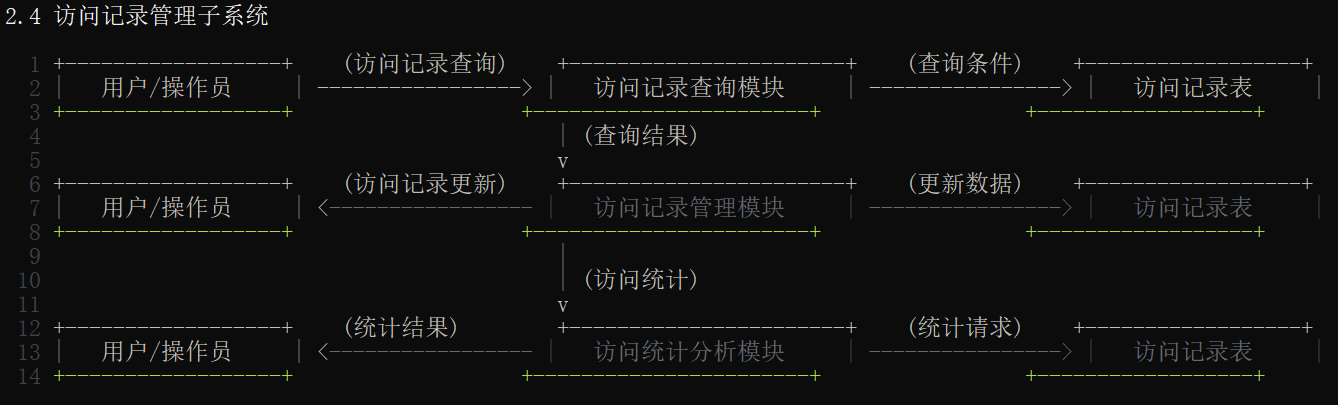 2.4 访问记录管理子系统
1 +------------------+    (访问记录查询)    +-----------------------+    (查询条件)    +------------------+
2 |   用户/操作员     | -----------------> |   访问记录查询模块     | ----------------> |   访问记录表     |
3 +------------------+                  +-----------------------+                  +------------------+
4 | (查询结果)
5 v
6 +------------------+    (访问记录更新)    +-----------------------+    (更新数据)    +------------------+
7 |   用户/操作员     | <----------------- |   访问记录管理模块     | ----------------> |   访问记录表     |
8 +------------------+                  +-----------------------+                  +------------------+
9 |
10 | (访问统计)
11 v
12 +------------------+    (统计结果)    +-----------------------+    (统计请求)    +------------------+
13 |   用户/操作员     | <----------------- |   访问统计分析模块     | ----------------> |   访问记录表     |
14 +------------------+                  +-----------------------+                  +------------------+